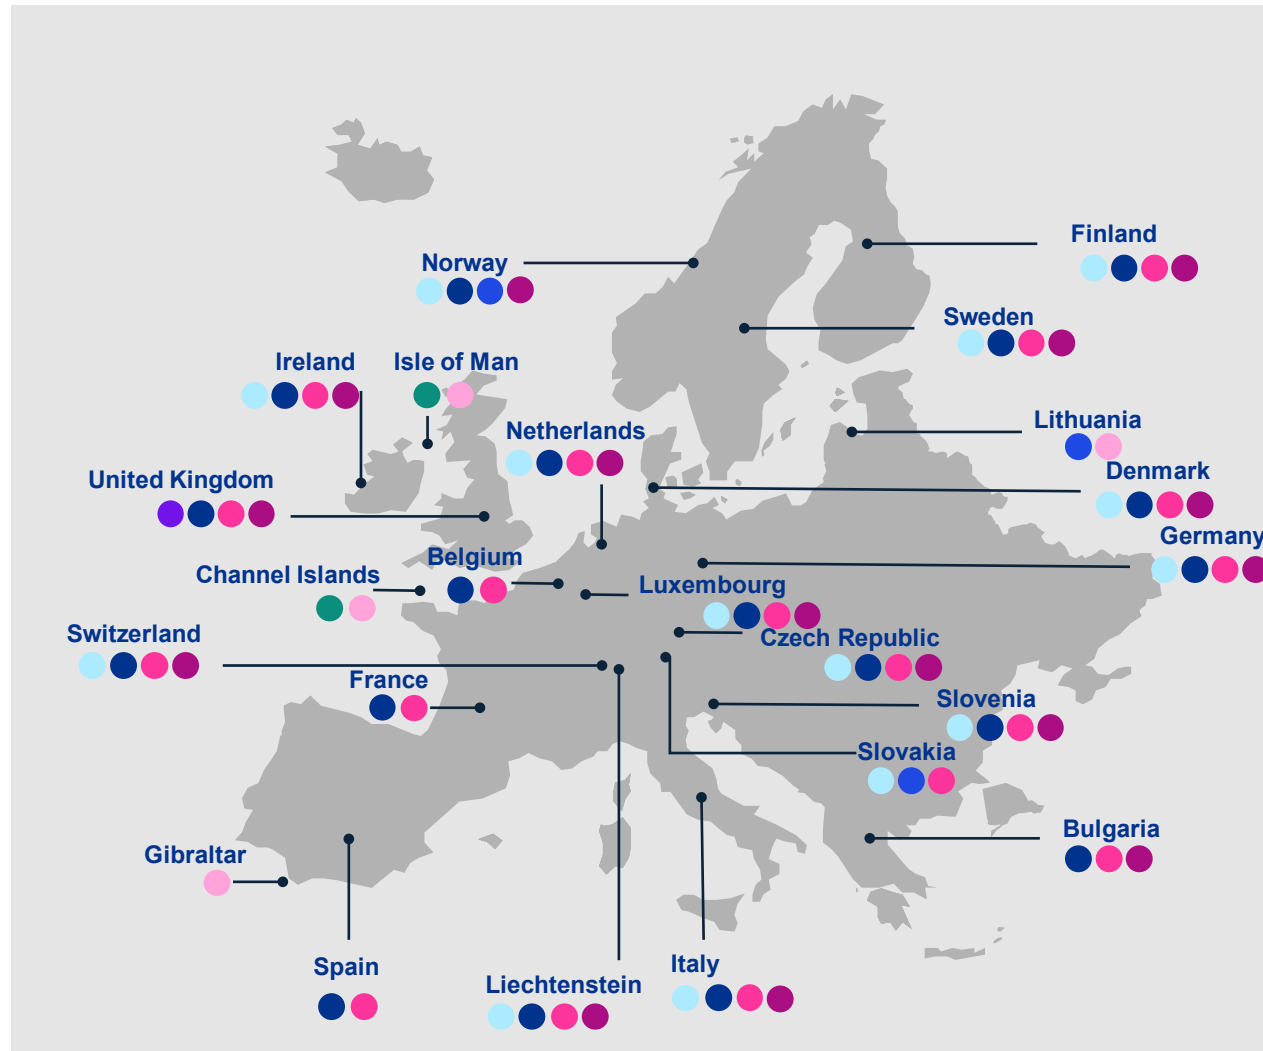 Finland
Norway
Sweden
Ireland
Isle of Man
Lithuania
Netherlands
Denmark
United Kingdom
Germany
Belgium
Channel Islands
Luxembourg
Switzerland
Czech Republic
France
Slovenia
Slovakia
Bulgaria
Gibraltar
Spain
Italy
Liechtenstein